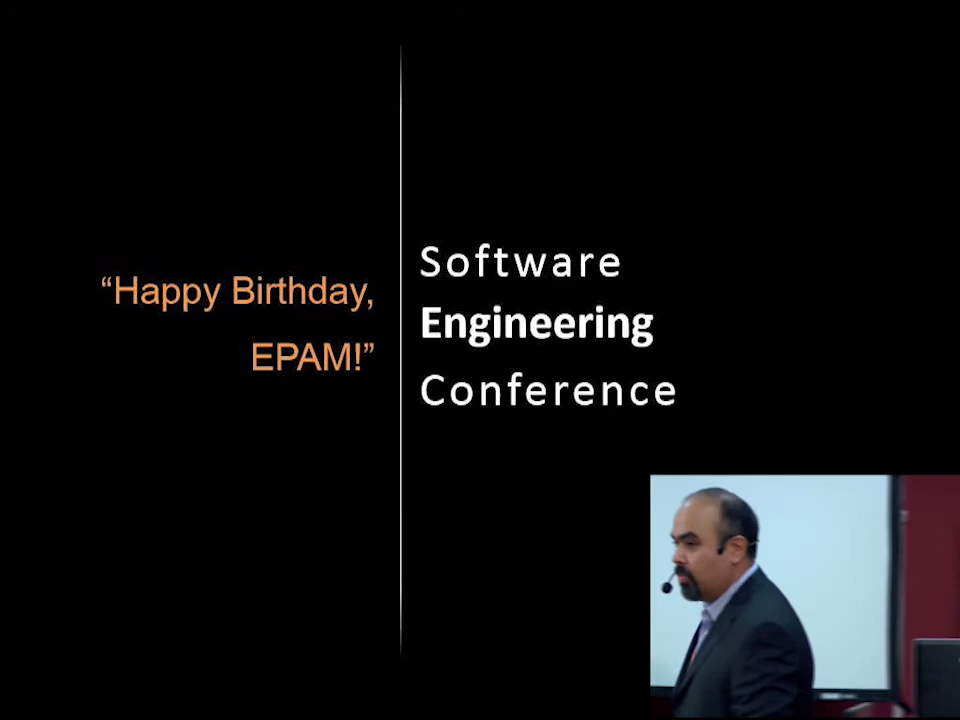 “Happy Birthday,
EPAM!”
Software
Engineering
Conference